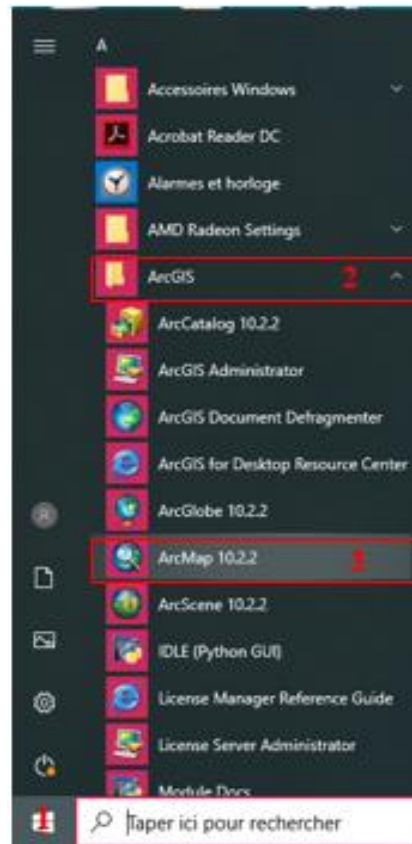 A
Accessoires Windows
Acrobat Reader DC
Alarmes et horloge
AMD Radeon Settings
ArcGIS 2
ArcCatalog 10.2.2
ArcGIS Administrator
ArcGIS Document Defragmenter
ArcGIS for Desktop Resource Center
ArcGlobe 10.2.2
ArcMap 10.2.2 3
ArcScene 10.2.2
IDLE (Python GUI)
License Manager Reference Guide
License Server Administrator
Module Docs
1 Taper ici pour rechercher